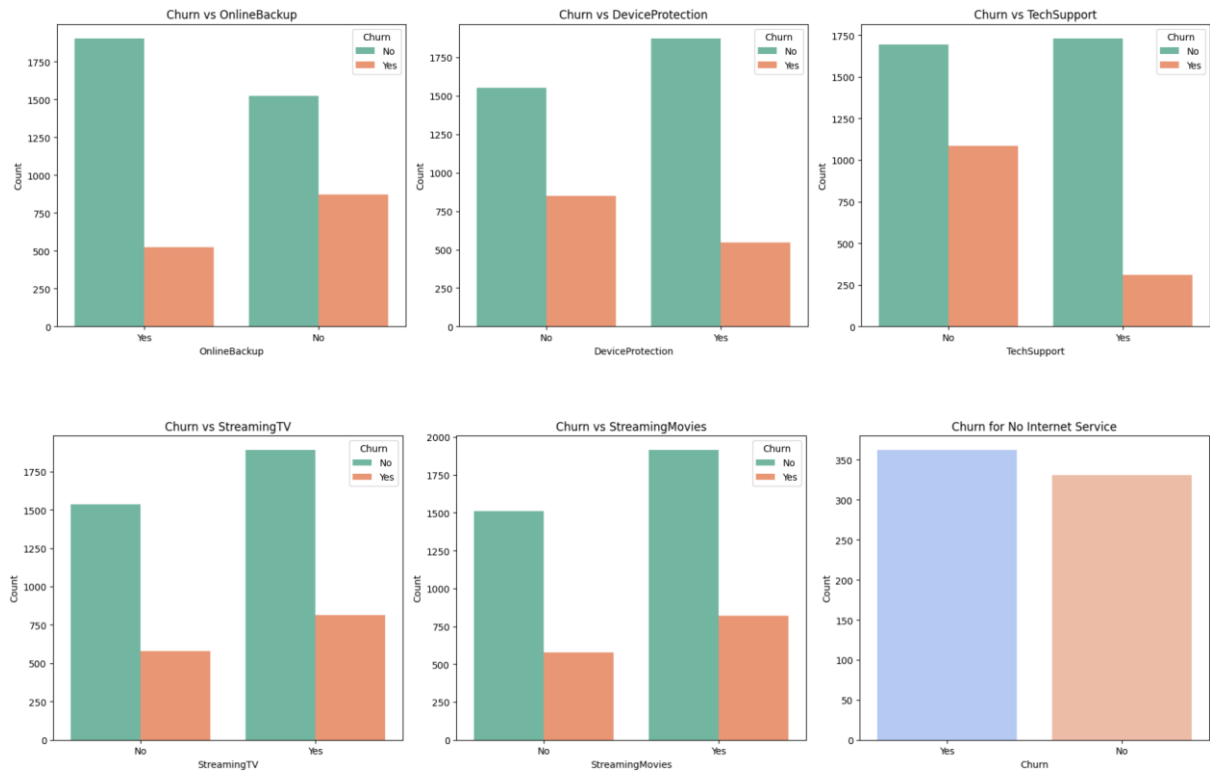 Churn vs OnlineBackup
Churn
No
Yes
1750
1500
1250
1000
750
500
250
0
Count
Yes No
OnlineBackup
Churn vs DeviceProtection
Churn
No
Yes
1750
1500
1250
1000
750
500
250
0
Count
No Yes
DeviceProtection
Churn vs TechSupport
Churn
No
Yes
1750
1500
1250
1000
750
500
250
0
Count
No Yes
TechSupport
Churn vs StreamingTV
Churn
No
Yes
1750
1500
1250
1000
750
500
250
0
Count
No Yes
StreamingTV
Churn vs StreamingMovies
Churn
No
Yes
2000
1750
1500
1250
1000
750
500
250
0
Count
No Yes
StreamingMovies
Churn for No Internet Service
350
300
250
200
150
100
50
0
Count
Yes No
Churn